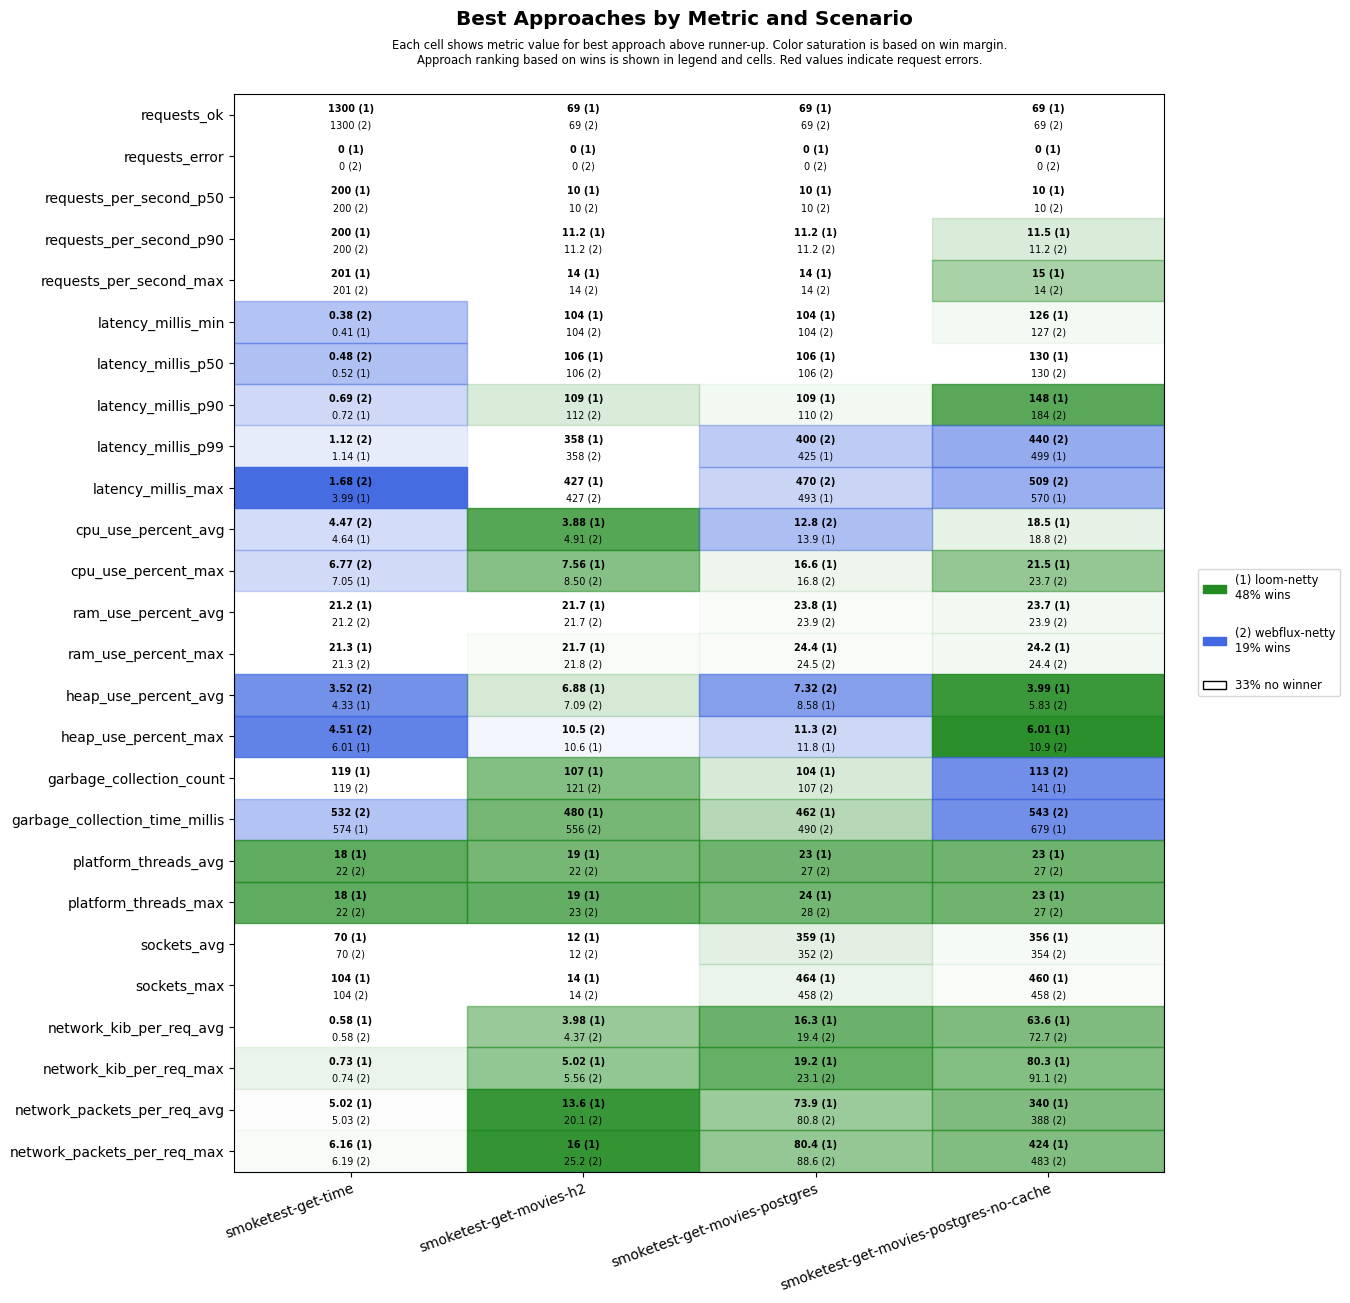 Best Approaches by Metric and Scenario
Each cell shows metric value for best approach above runner-up. Color saturation is based on win margin.
Approach ranking based on wins is shown in legend and cells. Red values indicate request errors.
requests_ok
1300 (1) 69 (1) 69 (1) 69 (1)
1300 (2) 69 (2) 69 (2) 69 (2)
requests_error
0 (1) 0 (1) 0 (1) 0 (1)
0 (2) 0 (2) 0 (2) 0 (2)
requests_per_second_p50
200 (1) 10 (1) 10 (1) 10 (1)
200 (2) 10 (2) 10 (2) 10 (2)
requests_per_second_p90
200 (1) 11.2 (1) 11.2 (1) 11.5 (1)
200 (2) 11.2 (2) 11.2 (2) 11.2 (2)
requests_per_second_max
201 (1) 14 (1) 14 (1) 15 (1)
201 (2) 14 (2) 14 (2) 14 (2)
latency_millis_min
0.38 (2) 104 (1) 104 (1) 126 (1)
0.41 (1) 104 (2) 104 (2) 127 (2)
latency_millis_p50
0.48 (2) 106 (1) 106 (1) 130 (1)
0.52 (1) 106 (2) 106 (2) 130 (2)
latency_millis_p90
0.69 (2) 109 (1) 109 (1) 148 (1)
0.72 (1) 112 (2) 110 (2) 184 (2)
latency_millis_p99
1.12 (2) 358 (1) 400 (2) 440 (2)
1.14 (1) 358 (2) 425 (1) 499 (1)
latency_millis_max
1.68 (2) 427 (1) 470 (2) 509 (2)
3.99 (1) 427 (2) 493 (1) 570 (1)
cpu_use_percent_avg
4.47 (2) 3.88 (1) 12.8 (2) 18.5 (1)
4.64 (1) 4.91 (2) 13.9 (1) 18.8 (2)
cpu_use_percent_max
6.77 (2) 7.56 (1) 16.6 (1) 21.5 (1)
7.05 (1) 8.50 (2) 16.8 (2) 23.7 (2)
ram_use_percent_avg
21.2 (1) 21.7 (1) 23.8 (1) 23.7 (1)
21.2 (2) 21.7 (2) 23.9 (2) 23.9 (2)
ram_use_percent_max
21.3 (1) 21.7 (1) 24.4 (1) 24.2 (1)
21.3 (2) 21.8 (2) 24.5 (2) 24.4 (2)
heap_use_percent_avg
3.52 (2) 6.88 (1) 7.32 (2) 3.99 (1)
4.33 (1) 7.09 (2) 8.58 (1) 5.83 (2)
heap_use_percent_max
4.51 (2) 10.5 (2) 11.3 (2) 6.01 (1)
6.01 (1) 10.6 (1) 11.8 (1) 10.9 (2)
garbage_collection_count
119 (1) 107 (1) 104 (1) 113 (2)
119 (2) 121 (2) 107 (2) 141 (1)
garbage_collection_time_millis
532 (2) 480 (1) 462 (1) 543 (2)
574 (1) 556 (2) 490 (2) 679 (1)
platform_threads_avg
18 (1) 19 (1) 23 (1) 23 (1)
22 (2) 22 (2) 27 (2) 27 (2)
platform_threads_max
18 (1) 19 (1) 24 (1) 23 (1)
22 (2) 23 (2) 28 (2) 27 (2)
sockets_avg
70 (1) 12 (1) 359 (1) 356 (1)
70 (2) 12 (2) 352 (2) 354 (2)
sockets_max
104 (1) 14 (1) 464 (1) 460 (1)
104 (2) 14 (2) 458 (2) 458 (2)
network_kib_per_req_avg
0.58 (1) 3.98 (1) 16.3 (1) 63.6 (1)
0.58 (2) 4.37 (2) 19.4 (2) 72.7 (2)
network_kib_per_req_max
0.73 (1) 5.02 (1) 19.2 (1) 80.3 (1)
0.74 (2) 5.56 (2) 23.1 (2) 91.1 (2)
network_packets_per_req_avg
5.02 (1) 13.6 (1) 73.9 (1) 340 (1)
5.03 (2) 20.1 (2) 80.8 (2) 388 (2)
network_packets_per_req_max
6.16 (1) 16 (1) 80.4 (1) 424 (1)
6.19 (2) 25.2 (2) 88.6 (2) 483 (2)
smoketest-get-time
smoketest-get-movies-h2
smoketest-get-movies-postgres
smoketest-get-movies-postgres-no-cache
(1) loom-netty
48% wins
(2) webflux-netty
19% wins
33% no winner